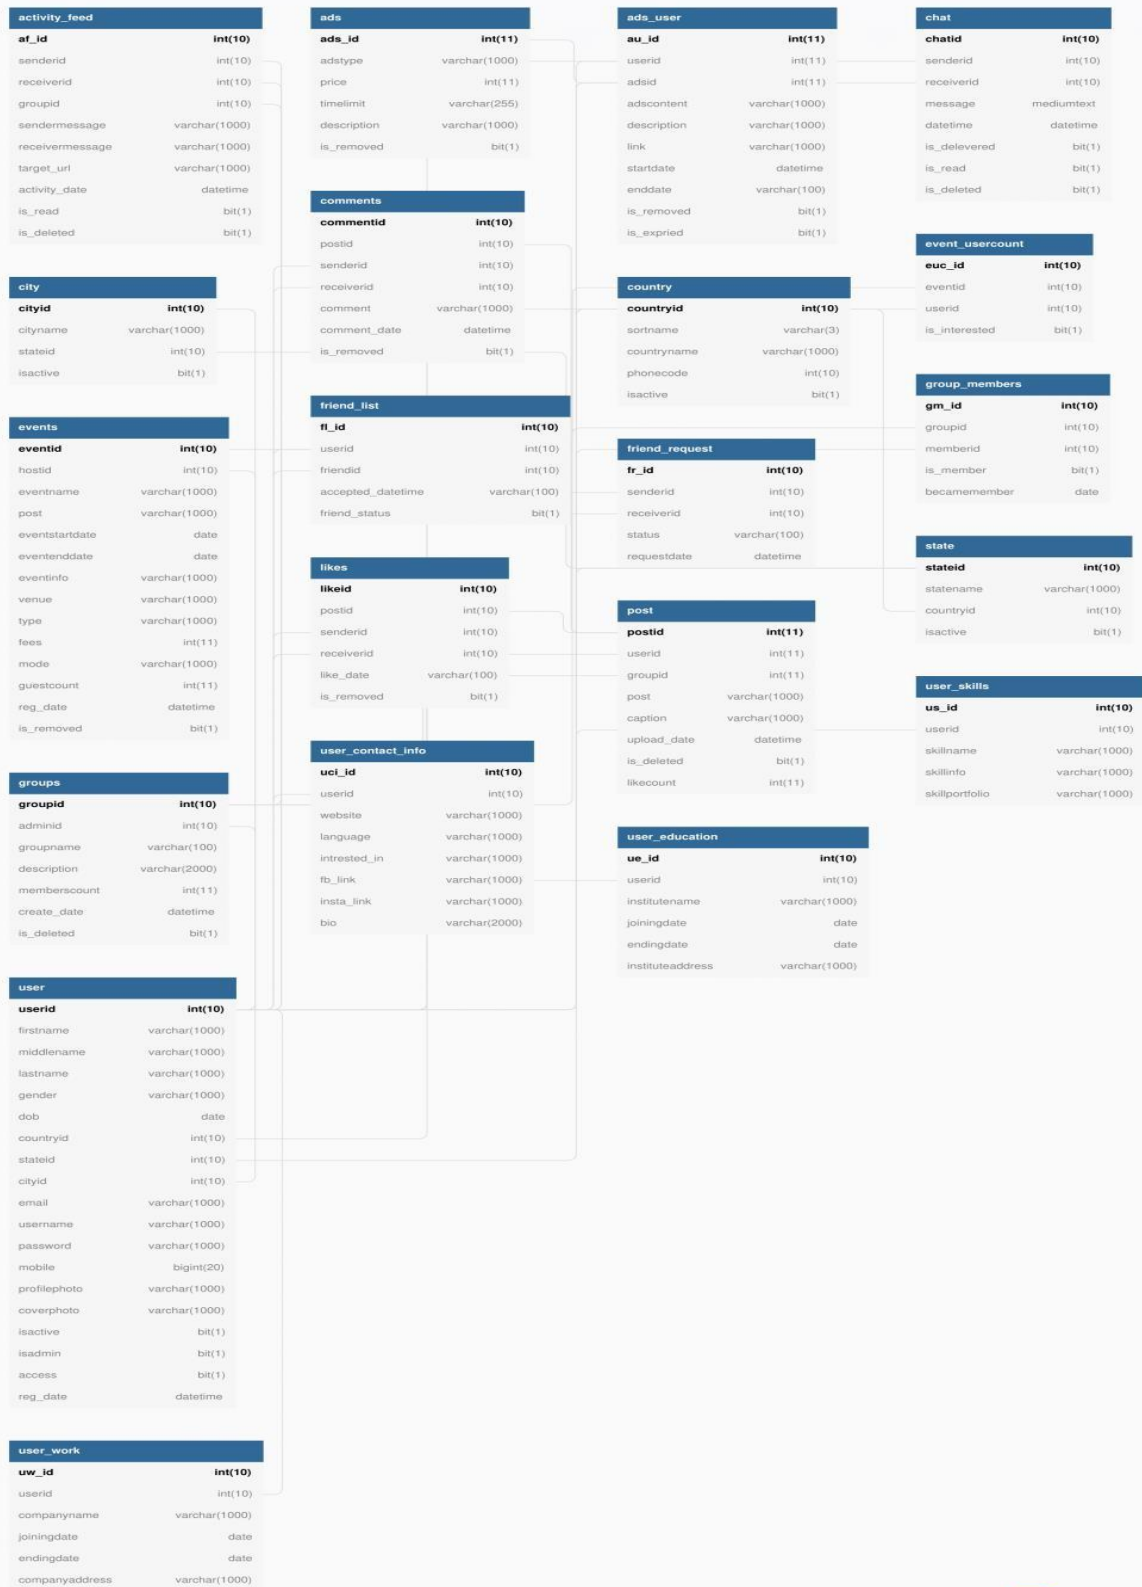 activity_feed
af_id int(10)
senderid int(10)
receiverid int(10)
groupid int(10)
sendermessage varchar(1000)
receivermessage varchar(1000)
target_url varchar(1000)
activity_date datetime
is_read bit(1)
is_deleted bit(1)
city
cityid int(10)
cityname varchar(1000)
stateid int(10)
isactive bit(1)
events
eventid int(10)
hostid int(10)
eventname varchar(1000)
post varchar(1000)
eventstartdate date
eventenddate date
eventinfo varchar(1000)
venue varchar(1000)
type varchar(1000)
fees int(11)
mode varchar(1000)
guestcount int(11)
reg_date datetime
is_removed bit(1)
groups
groupid int(10)
adminid int(10)
groupname varchar(100)
description varchar(2000)
memberscount int(11)
create_date datetime
is_deleted bit(1)
user
userid int(10)
firstname varchar(1000)
middlename varchar(1000)
lastname varchar(1000)
gender varchar(1000)
dob date
countryid int(10)
stateid int(10)
cityid int(10)
email varchar(1000)
username varchar(1000)
password varchar(1000)
mobile bigint(20)
profilephoto varchar(1000)
coverphoto varchar(1000)
isactive bit(1)
isadmin bit(1)
access bit(1)
reg_date datetime
user_work
uw_id int(10)
userid int(10)
companyname varchar(1000)
joiningdate date
endingdate date
companyaddress varchar(1000)
ads
ads_id int(11)
adstype varchar(1000)
price int(11)
timelimit varchar(255)
description varchar(1000)
is_removed bit(1)
comments
commentid int(10)
postid int(10)
senderid int(10)
receiverid int(10)
comment varchar(1000)
comment_date datetime
is_removed bit(1)
friend_list
fl_id int(10)
userid int(10)
friendid int(10)
accepted_datetime varchar(100)
friend_status bit(1)
likes
likeid int(10)
postid int(10)
senderid int(10)
receiverid int(10)
like_date varchar(100)
is_removed bit(1)
user_contact_info
uci_id int(10)
userid int(10)
website varchar(1000)
language varchar(1000)
intrested_in varchar(1000)
fb_link varchar(1000)
insta_link varchar(1000)
bio varchar(2000)
ads_user
au_id int(11)
userid int(11)
adsid int(11)
adscontent varchar(1000)
description varchar(1000)
link varchar(1000)
startdate datetime
enddate varchar(100)
is_removed bit(1)
is_expried bit(1)
country
countryid int(10)
sortname varchar(3)
countryname varchar(1000)
phonecode int(10)
isactive bit(1)
friend_request
fr_id int(10)
senderid int(10)
receiverid int(10)
status varchar(100)
requestdate datetime
post
postid int(11)
userid int(11)
groupid int(11)
post varchar(1000)
caption varchar(1000)
upload_date datetime
is_deleted bit(1)
likecount int(11)
user_education
ue_id int(10)
userid int(10)
institutename varchar(1000)
joiningdate date
endingdate date
instituteaddress varchar(1000)
chat
chatid int(10)
senderid int(10)
receiverid int(10)
message mediumtext
datetime datetime
is_delevered bit(1)
is_read bit(1)
is_deleted bit(1)
event_usercount
euc_id int(10)
eventid int(10)
userid int(10)
is_interested bit(1)
group_members
gm_id int(10)
groupid int(10)
memberid int(10)
is_member bit(1)
becamemember date
state
stateid int(10)
statename varchar(1000)
countryid int(10)
isactive bit(1)
user_skills
us_id int(10)
userid int(10)
skillname varchar(1000)
skillinfo varchar(1000)
skillportfolio varchar(1000)